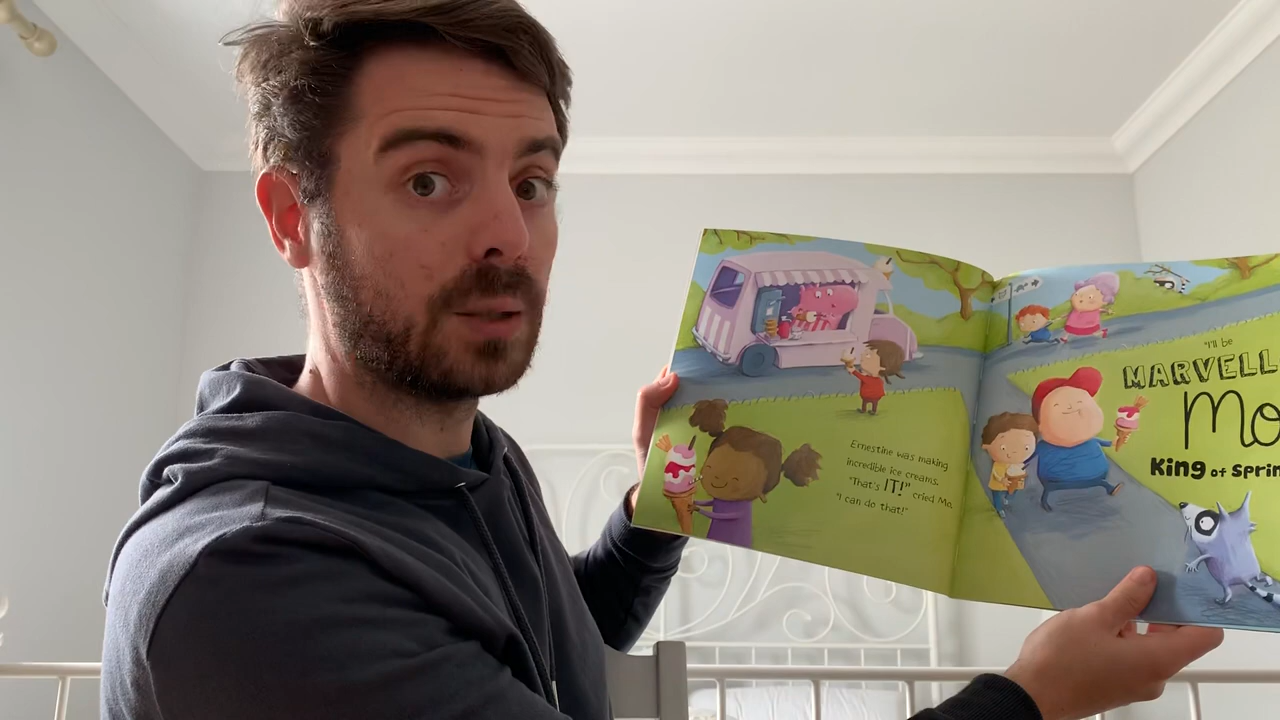 Ernestine was making
incredible ice creams.
"That's IT!" cried Mo.
"I can do that!"
"I'll be
MARVELL
Mo
King of Sprin